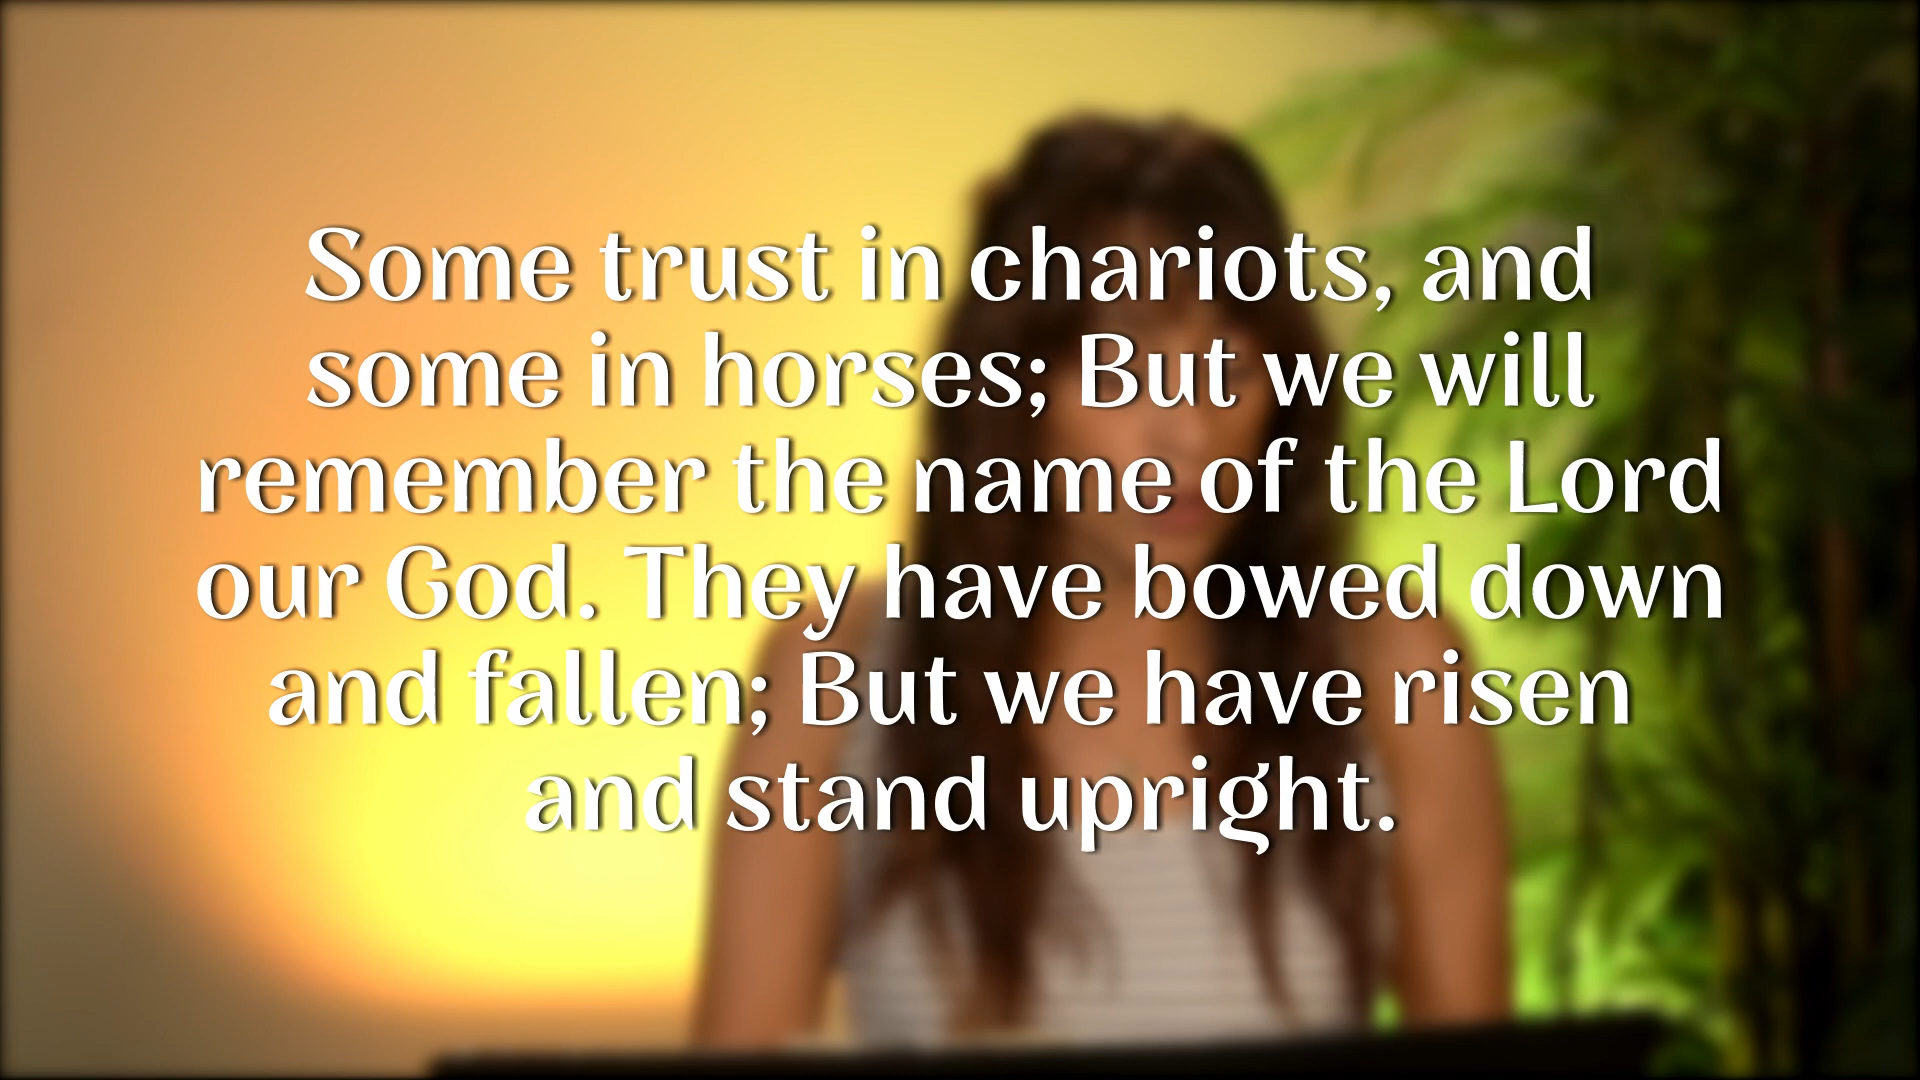 Some trust in chariots, and
some in horses; But we will
remember the name of the Lord
our God. They have bowed down
and fallen; But we have risen
and stand upright.